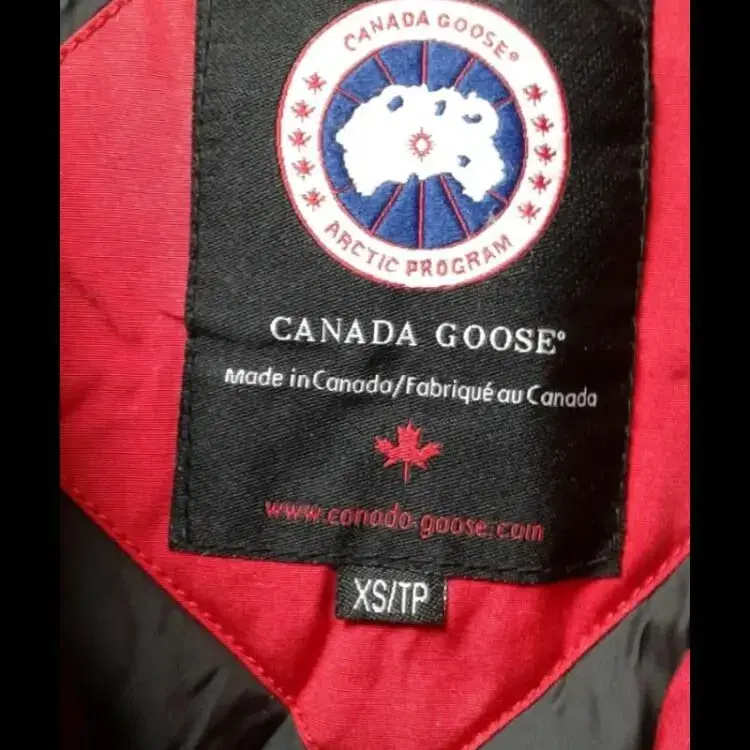 CANADA GOOSE®
ARCTIC PROGRAM
CANADA GOOSE®
Made in Canada/Fabriqué au Canada
www.canada-goose.com
XS/TP